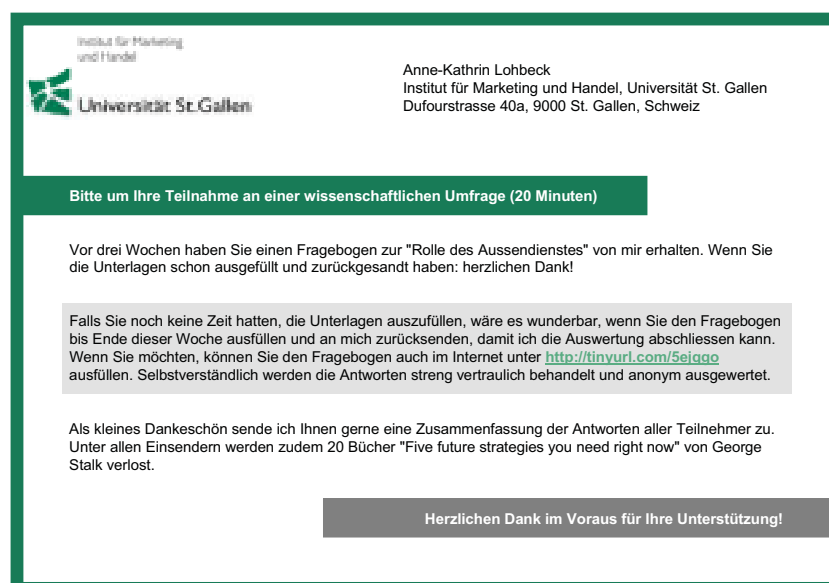 Institut für Marketing
und Handel
Universität St.Gallen
Anne-Kathrin Lohbeck
Institut für Marketing und Handel, Universität St. Gallen
Dufourstrasse 40a, 9000 St. Gallen, Schweiz
Bitte um Ihre Teilnahme an einer wissenschaftlichen Umfrage (20 Minuten)
Vor drei Wochen haben Sie einen Fragebogen zur "Rolle des Aussendienstes" von mir erhalten. Wenn Sie
die Unterlagen schon ausgefüllt und zurückgesandt haben: herzlichen Dank!
Falls Sie noch keine Zeit hatten, die Unterlagen auszufüllen, wäre es wunderbar, wenn Sie den Fragebogen
bis Ende dieser Woche ausfüllen und an mich zurücksenden, damit ich die Auswertung abschliessen kann.
Wenn Sie möchten, können Sie den Fragebogen auch im Internet unter http://tinyurl.com/5ejqqo
ausfüllen. Selbstverständlich werden die Antworten streng vertraulich behandelt und anonym ausgewertet.
Als kleines Dankeschön sende ich Ihnen gerne eine Zusammenfassung der Antworten aller Teilnehmer zu.
Unter allen Einsendern werden zudem 20 Bücher "Five future strategies you need right now" von George
Stalk verlost.
Herzlichen Dank im Voraus für Ihre Unterstützung!